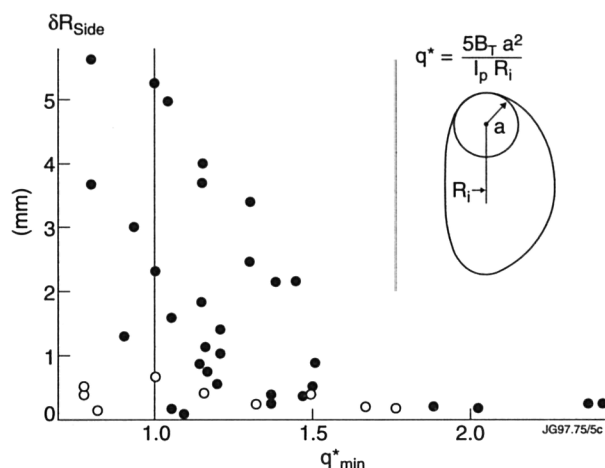 δR_Side
(mm)
5
4
3
2
1
0
1.0
1.5
2.0
q*_min
q* = 5B_T a² / I_p R_i
a
R_i
JG97.75/5c